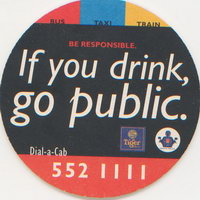 BUS TAXI TRAIN
BE RESPONSIBLE.
If you drink,
go public.
Tiger
Dial-a-Cab
552 1111